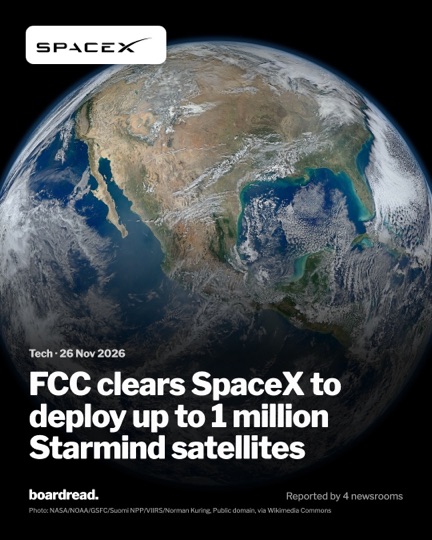 SPACEX
Tech · 26 Nov 2026
FCC clears SpaceX to
deploy up to 1 million
Starmind satellites
boardread.
Reported by 4 newsrooms
Photo: NASA/NOAA/GSFC/Suomi NPP/VIIRS/Norman Kuring, Public domain, via Wikimedia Commons